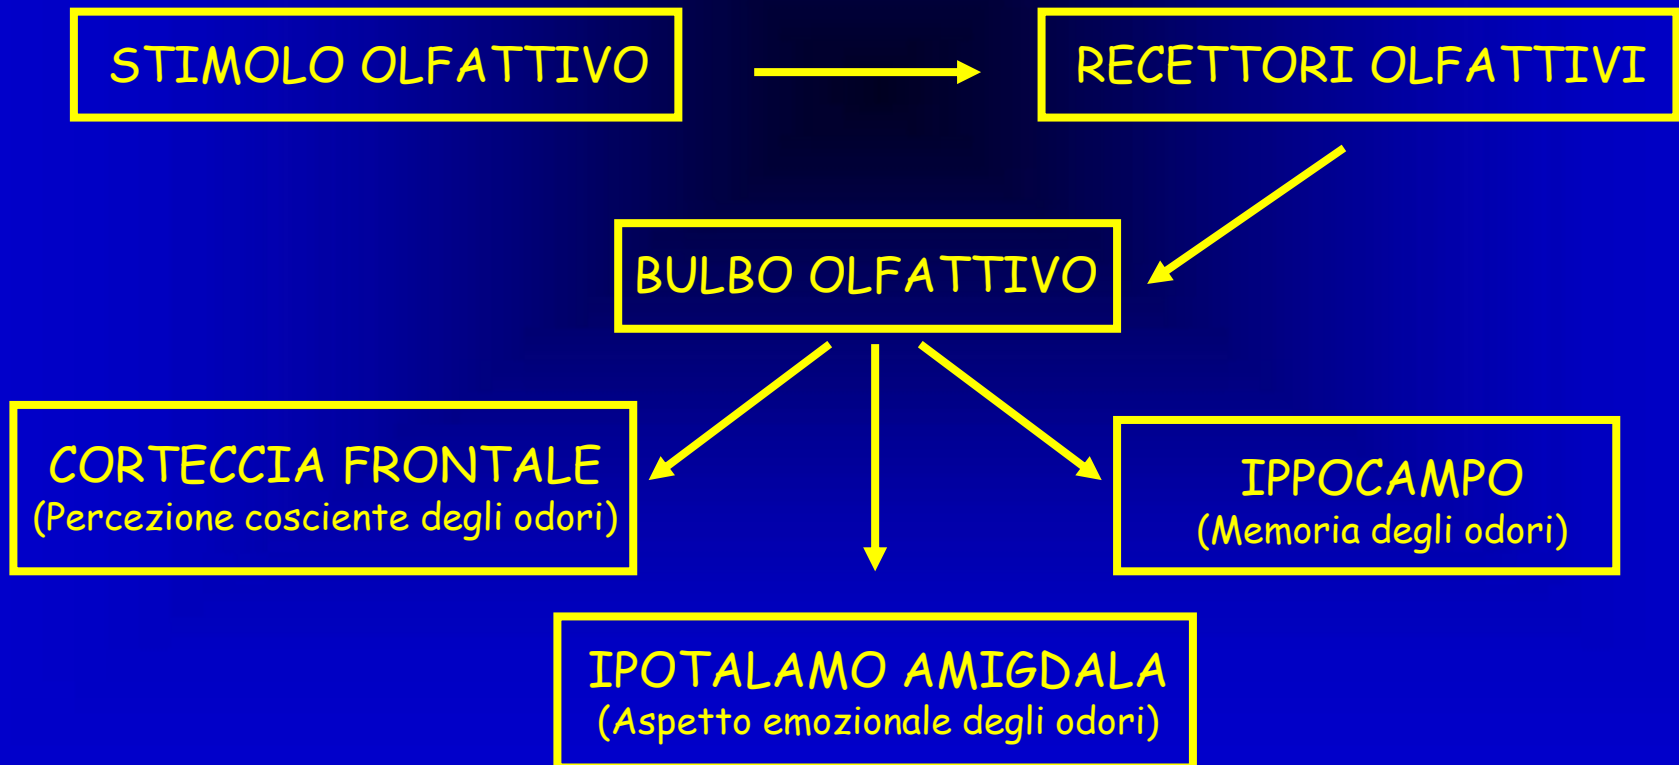 STIMOLO OLFATTIVO
RECETTORI OLFATTIVI
BULBO OLFATTIVO
CORTECCIA FRONTALE
(Percezione cosciente degli odori)
IPPOCAMPO
(Memoria degli odori)
IPOTALAMO AMIGDALA
(Aspetto emozionale degli odori)